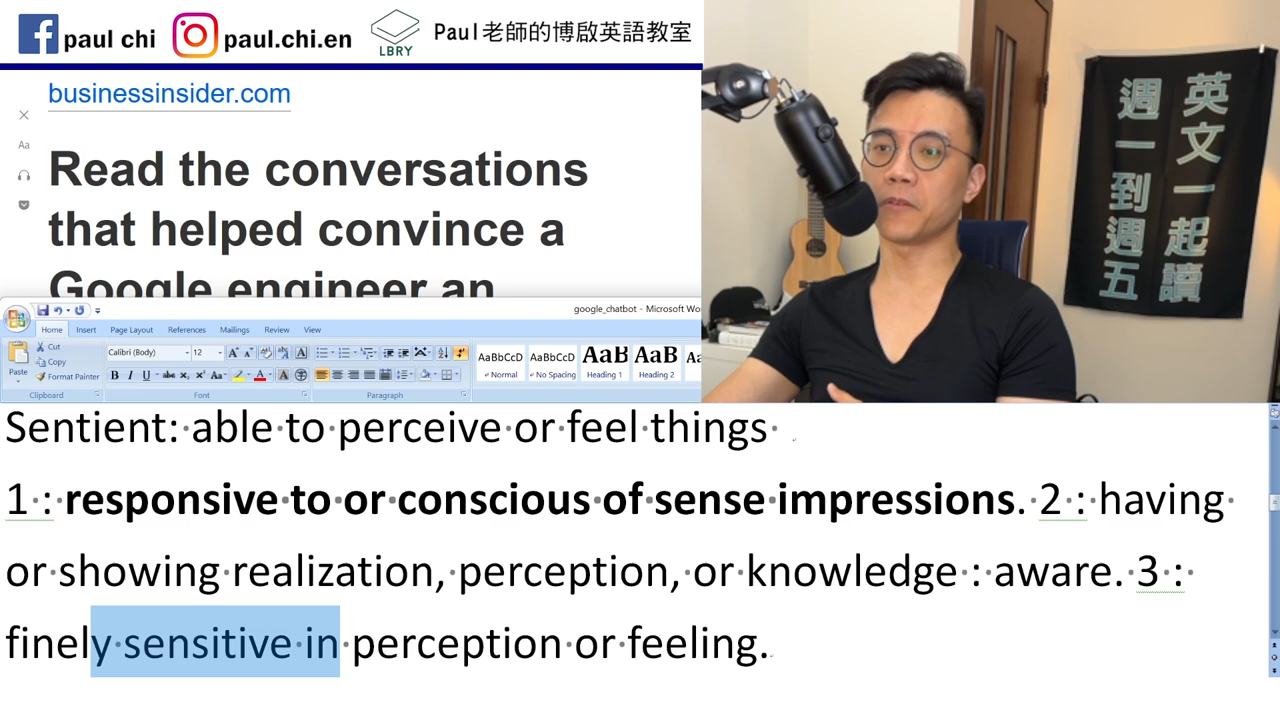 paul chi
paul.chi.en
LBRY
Paul老師的博啟英語教室
businessinsider.com
Aa
Read the conversations
that helped convince a
Google engineer an
google_chatbot - Microsoft Wo
Home Insert Page Layout References Mailings Review View
Paste
Cut
Copy
Format Painter
Clipboard
Calibri (Body) 12
Font
Paragraph
AaBbCcD AaBbCcD AaBb AaBbC Aa
Normal No Spacing Heading 1 Heading 2
英文一起讀
週一到週五
Sentient: able to perceive or feel things
1 : responsive to or conscious of sense impressions. 2 : having
or showing realization, perception, or knowledge : aware. 3 :
finely sensitive in perception or feeling.